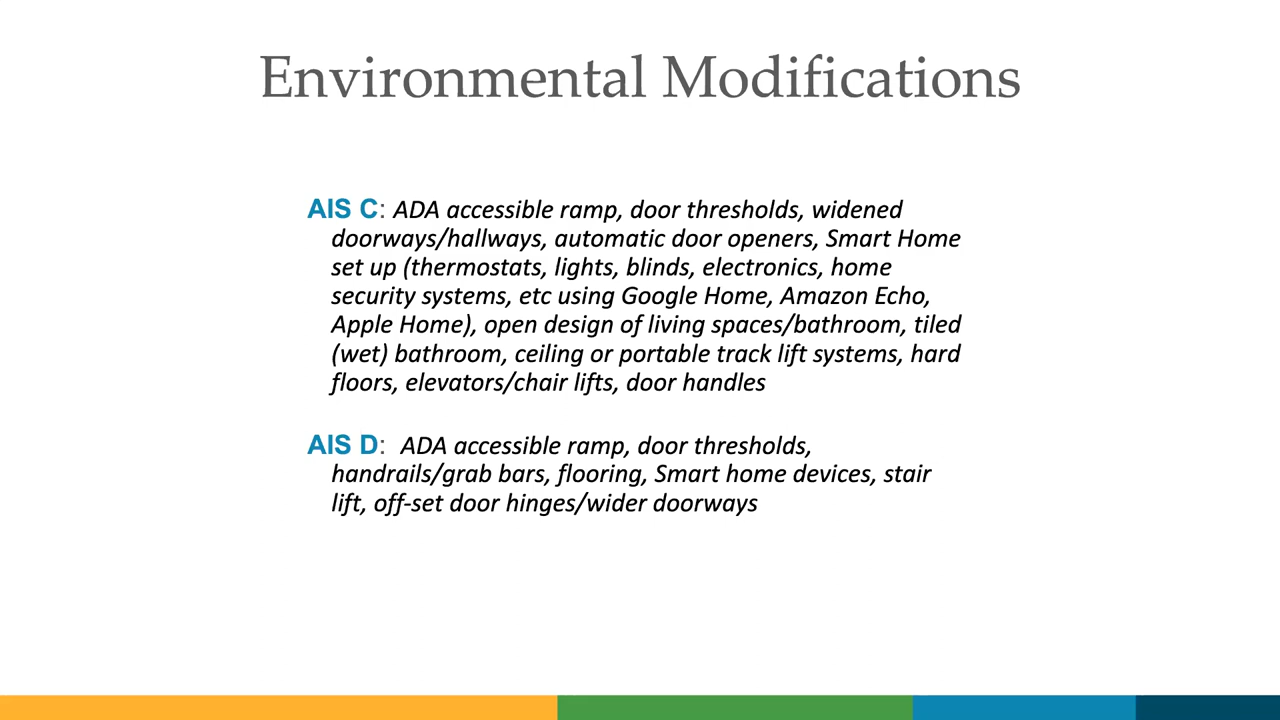 Environmental Modifications
AIS C: ADA accessible ramp, door thresholds, widened
doorways/hallways, automatic door openers, Smart Home
set up (thermostats, lights, blinds, electronics, home
security systems, etc using Google Home, Amazon Echo,
Apple Home), open design of living spaces/bathroom, tiled
(wet) bathroom, ceiling or portable track lift systems, hard
floors, elevators/chair lifts, door handles
AIS D: ADA accessible ramp, door thresholds,
handrails/grab bars, flooring, Smart home devices, stair
lift, off-set door hinges/wider doorways